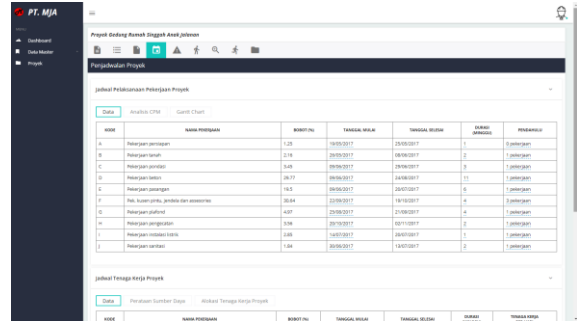 PT. MJA
Dashboard
Data Master
Proyek
Proyek Gedung Rumah Singgah Anak Jalanan
Penjadwalan Proyek
Jadwal Pelaksanaan Pekerjaan Proyek
Data Analisis CPM Gantt Chart
KODE NAMA PEKERJAAN BOBOT (%) TANGGAL MULAI TANGGAL SELESAI DURASI (MINGGU) PENDAHULU
A Pekerjaan persiapan 1.25 19/05/2017 25/05/2017 1 0 pekerjaan
B Pekerjaan tanah 2.19 26/05/2017 08/06/2017 2 1 pekerjaan
C Pekerjaan pondasi 3.45 09/06/2017 29/06/2017 3 1 pekerjaan
D Pekerjaan beton 28.77 09/06/2017 24/08/2017 11 1 pekerjaan
E Pekerjaan pasangan 19.5 09/06/2017 20/07/2017 6 1 pekerjaan
F Pek. kusen pintu, jendela dan assesories 30.84 22/09/2017 19/10/2017 4 3 pekerjaan
G Pekerjaan plafond 4.97 25/08/2017 21/09/2017 4 1 pekerjaan
H Pekerjaan pengecatan 20/10/2017 02/11/2017 2 1 pekerjaan
I Pekerjaan instalasi listrik 14/07/2017 20/07/2017 1 1 pekerjaan
J Pekerjaan sanitasi 1.84 30/06/2017 13/07/2017 2 1 pekerjaan
Jadwal Tenaga Kerja Proyek
Data Perataan Sumber Daya Alokasi Tenaga Kerja Proyek
KODE NAMA PEKERJAAN BOBOT (%) TANGGAL MULAI TANGGAL SELESAI DURASI TENAGA KERJA